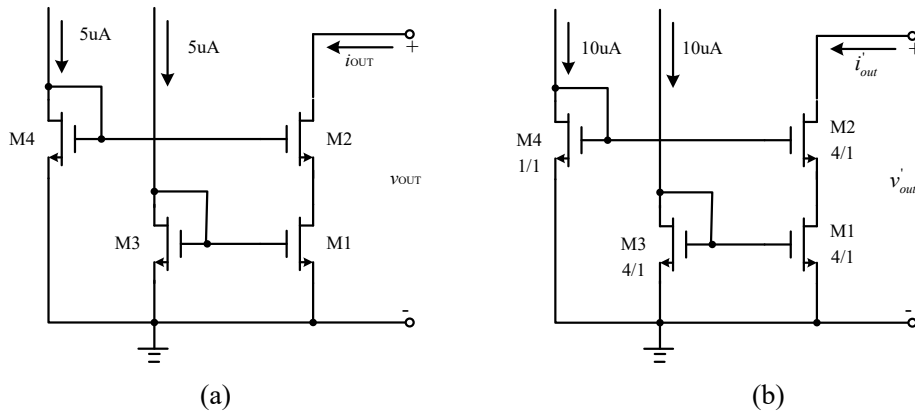 5uA 5uA
+
iOUT
M4 M2
vOUT
M3 M1
-
(a)
10uA 10uA
+
i'out
M4 M2
1/1 4/1
v'out
M3 M1
4/1 4/1
-
(b)